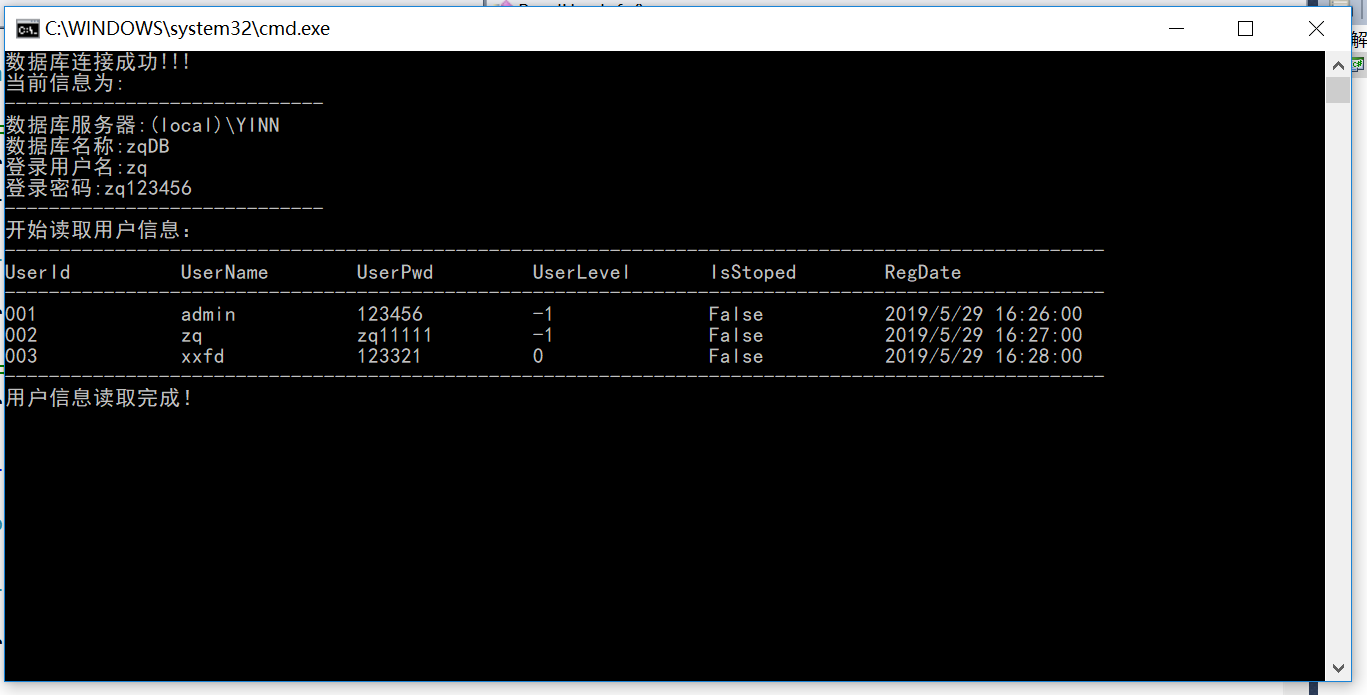 C:\WINDOWS\system32\cmd.exe
解
数据库连接成功!!!
当前信息为:
-----------------------------
数据库服务器:(local)\YINN
数据库名称:zqDB
登录用户名:zq
登录密码:zq123456
-----------------------------
开始读取用户信息：
----------------------------------------------------------------------------------------------------
UserId UserName UserPwd UserLevel IsStoped RegDate
----------------------------------------------------------------------------------------------------
001 admin 123456 -1 False 2019/5/29 16:26:00
002 zq zq11111 -1 False 2019/5/29 16:27:00
003 xxfd 123321 0 False 2019/5/29 16:28:00
----------------------------------------------------------------------------------------------------
用户信息读取完成！